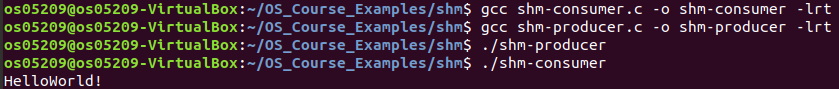 os05209@os05209-VirtualBox:~/OS_Course_Examples/shm$ gcc shm-consumer.c -o shm-consumer -lrt
os05209@os05209-VirtualBox:~/OS_Course_Examples/shm$ gcc shm-producer.c -o shm-producer -lrt
os05209@os05209-VirtualBox:~/OS_Course_Examples/shm$ ./shm-producer
os05209@os05209-VirtualBox:~/OS_Course_Examples/shm$ ./shm-consumer
HelloWorld!